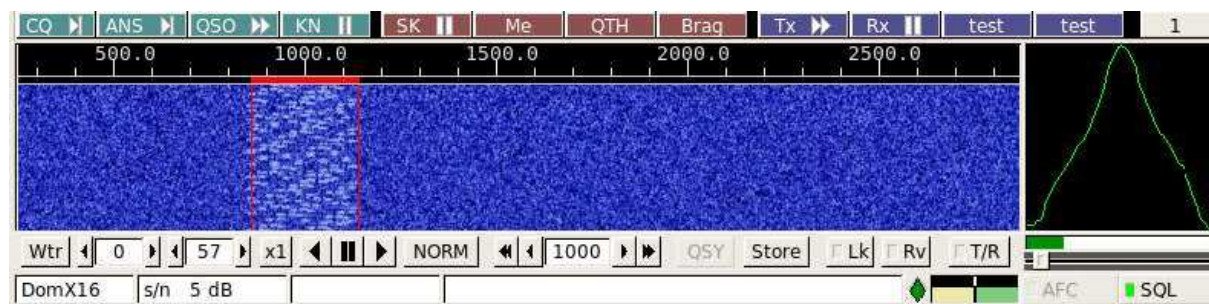 CQ ANS QSO KN SK Me QTH Brag Tx Rx test test 1
500.0 1000.0 1500.0 2000.0 2500.0
Wtr 0 57 x1 NORM 1000 QSY Store Lk Rv T/R
DomX16 s/n 5 dB AFC SQL